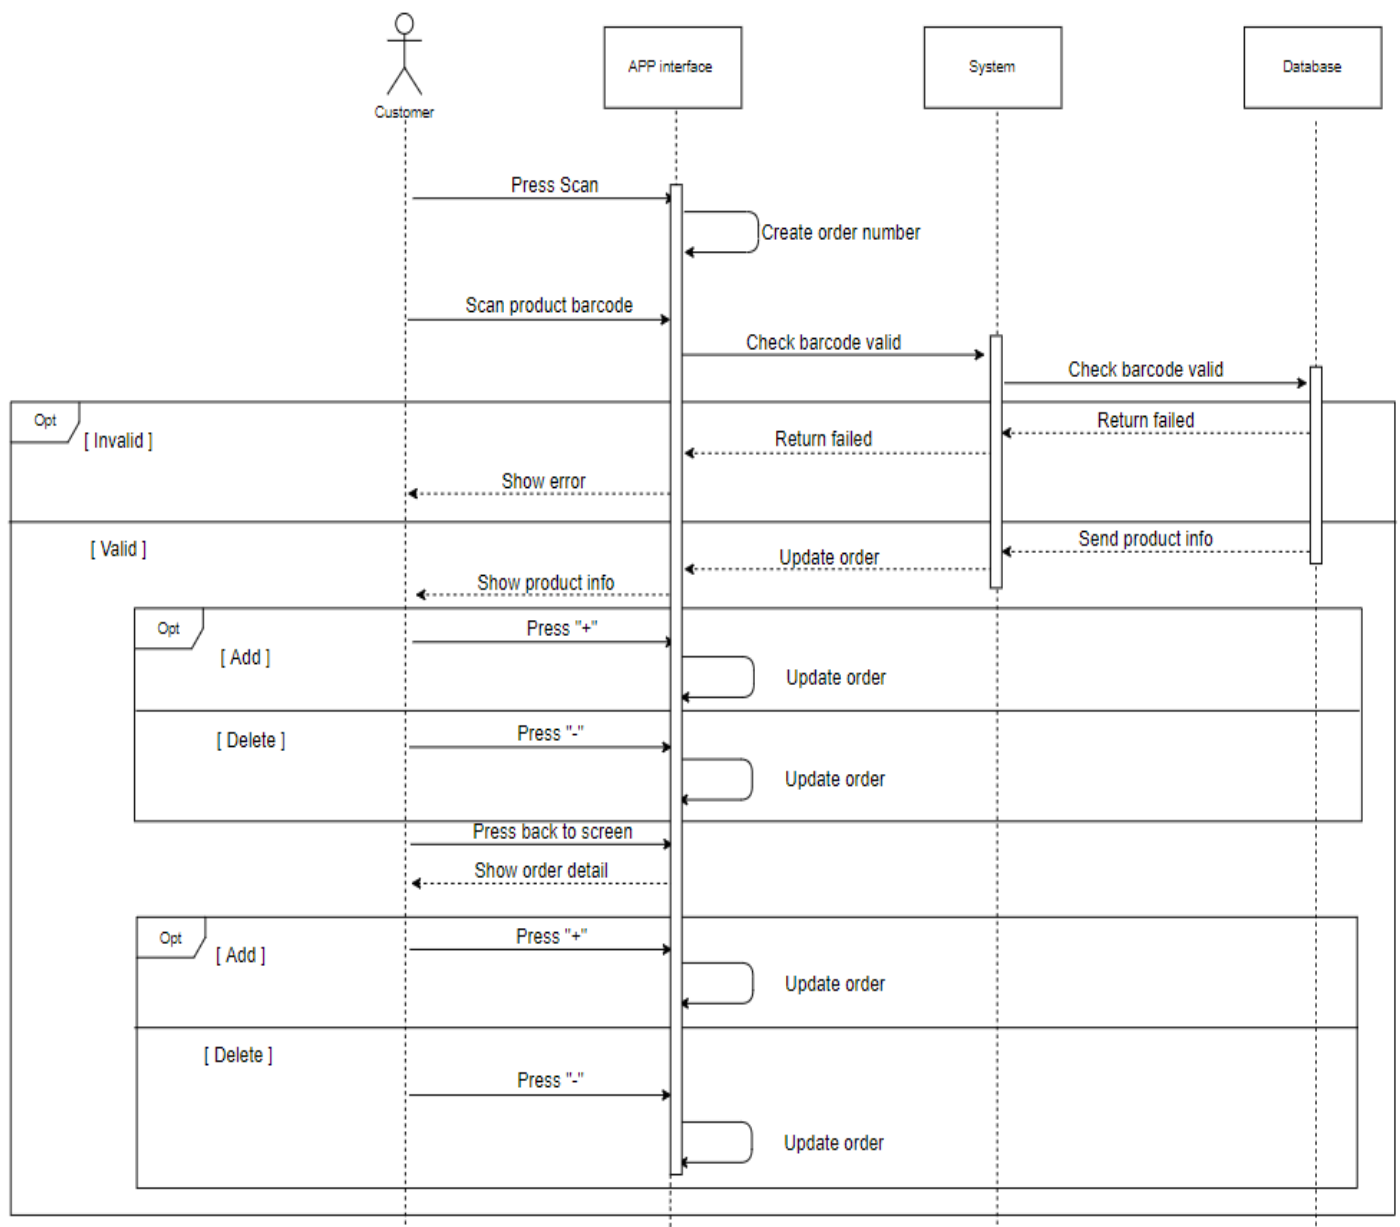 Customer
APP interface
System
Database
Press Scan
Create order number
Scan product barcode
Check barcode valid
Check barcode valid
Opt
[ Invalid ]
Return failed
Return failed
Show error
[ Valid ]
Send product info
Update order
Show product info
Opt
Press "+"
[ Add ]
Update order
[ Delete ]
Press "-"
Update order
Press back to screen
Show order detail
Opt
Press "+"
[ Add ]
Update order
[ Delete ]
Press "-"
Update order